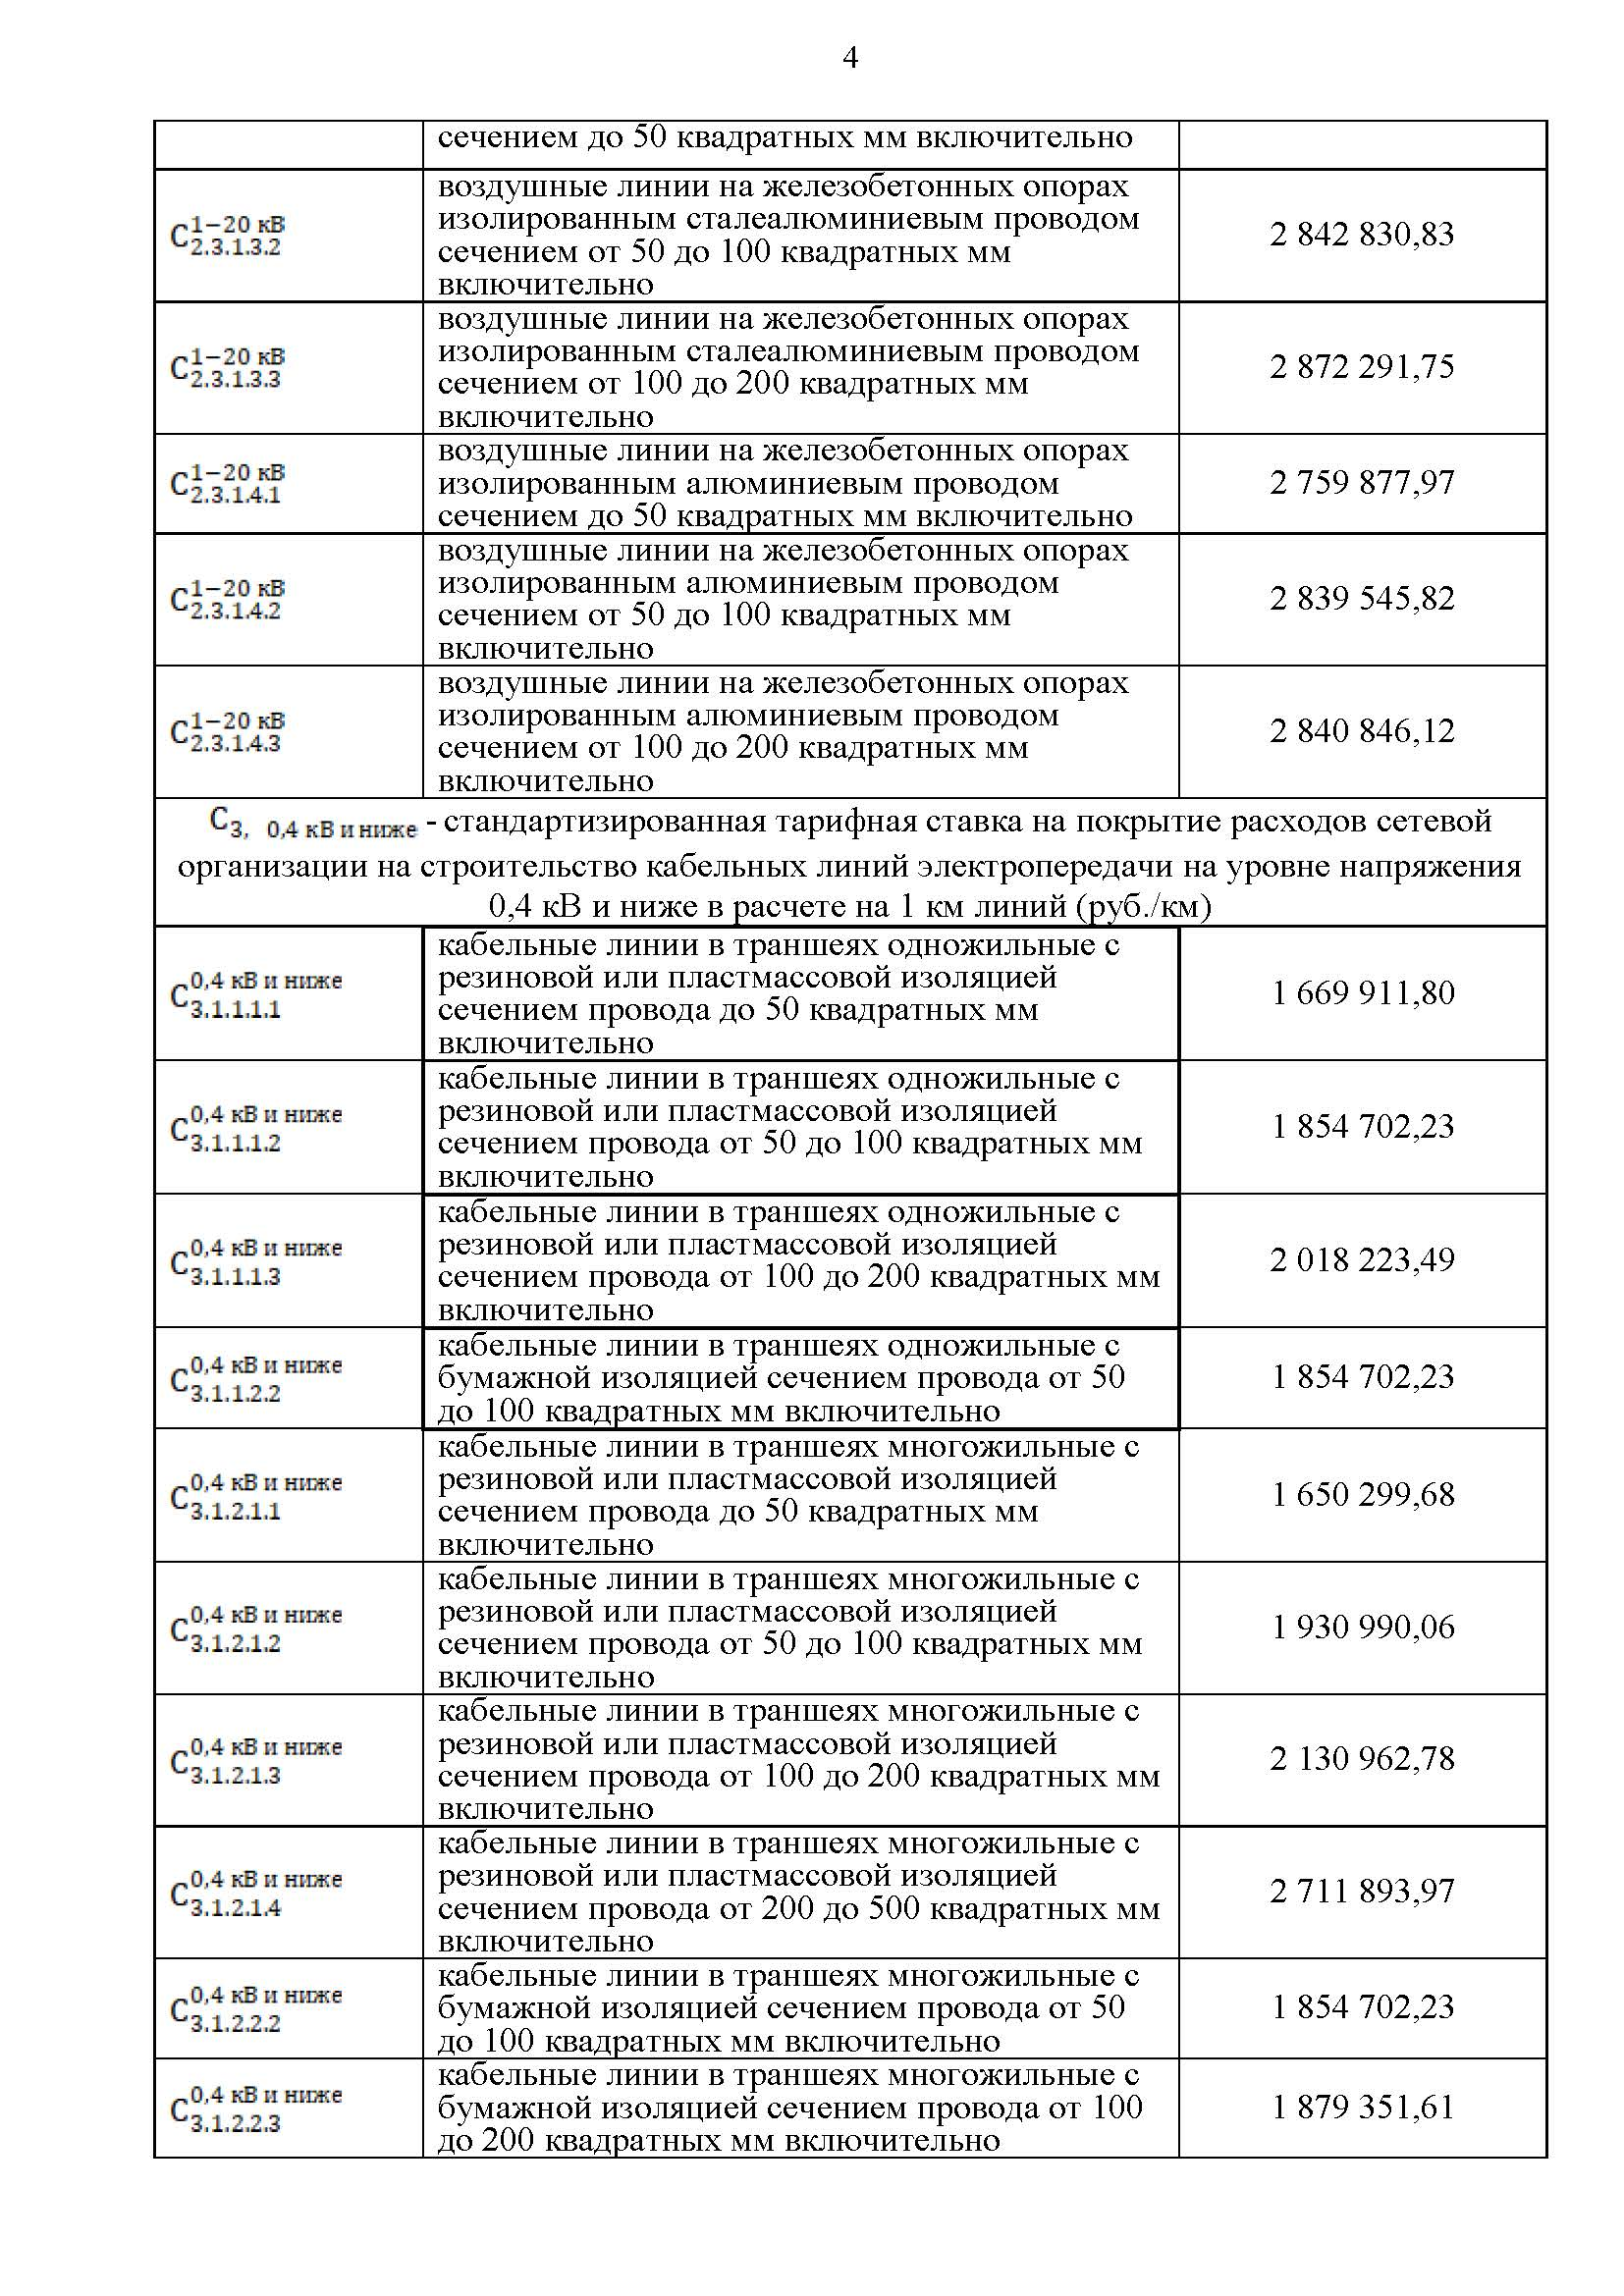 4
сечением до 50 квадратных мм включительно
воздушные линии на железобетонных опорах
изолированным сталеалюминиевым проводом
сечением от 50 до 100 квадратных мм
включительно
С 1−20 кВ 2.3.1.3.2
2 842 830,83
воздушные линии на железобетонных опорах
изолированным сталеалюминиевым проводом
сечением от 100 до 200 квадратных мм
включительно
С 1−20 кВ 2.3.1.3.3
2 872 291,75
воздушные линии на железобетонных опорах
изолированным алюминиевым проводом
сечением до 50 квадратных мм включительно
С 1−20 кВ 2.3.1.4.1
2 759 877,97
воздушные линии на железобетонных опорах
изолированным алюминиевым проводом
сечением от 50 до 100 квадратных мм
включительно
С 1−20 кВ 2.3.1.4.2
2 839 545,82
воздушные линии на железобетонных опорах
изолированным алюминиевым проводом
сечением от 100 до 200 квадратных мм
включительно
С 1−20 кВ 2.3.1.4.3
2 840 846,12
С 3, 0,4 кВ и ниже - стандартизированная тарифная ставка на покрытие расходов сетевой
организации на строительство кабельных линий электропередачи на уровне напряжения
0,4 кВ и ниже в расчете на 1 км линий (руб./км)
кабельные линии в траншеях одножильные с
резиновой или пластмассовой изоляцией
сечением провода до 50 квадратных мм
включительно
С 0,4 кВ и ниже 3.1.1.1.1
1 669 911,80
кабельные линии в траншеях одножильные с
резиновой или пластмассовой изоляцией
сечением провода от 50 до 100 квадратных мм
включительно
С 0,4 кВ и ниже 3.1.1.1.2
1 854 702,23
кабельные линии в траншеях одножильные с
резиновой или пластмассовой изоляцией
сечением провода от 100 до 200 квадратных мм
включительно
С 0,4 кВ и ниже 3.1.1.1.3
2 018 223,49
кабельные линии в траншеях одножильные с
бумажной изоляцией сечением провода от 50
до 100 квадратных мм включительно
С 0,4 кВ и ниже 3.1.1.2.2
1 854 702,23
кабельные линии в траншеях многожильные с
резиновой или пластмассовой изоляцией
сечением провода до 50 квадратных мм
включительно
С 0,4 кВ и ниже 3.1.2.1.1
1 650 299,68
кабельные линии в траншеях многожильные с
резиновой или пластмассовой изоляцией
сечением провода от 50 до 100 квадратных мм
включительно
С 0,4 кВ и ниже 3.1.2.1.2
1 930 990,06
кабельные линии в траншеях многожильные с
резиновой или пластмассовой изоляцией
сечением провода от 100 до 200 квадратных мм
включительно
С 0,4 кВ и ниже 3.1.2.1.3
2 130 962,78
кабельные линии в траншеях многожильные с
резиновой или пластмассовой изоляцией
сечением провода от 200 до 500 квадратных мм
включительно
С 0,4 кВ и ниже 3.1.2.1.4
2 711 893,97
кабельные линии в траншеях многожильные с
бумажной изоляцией сечением провода от 50
до 100 квадратных мм включительно
С 0,4 кВ и ниже 3.1.2.2.2
1 854 702,23
кабельные линии в траншеях многожильные с
бумажной изоляцией сечением провода от 100
до 200 квадратных мм включительно
С 0,4 кВ и ниже 3.1.2.2.3
1 879 351,61